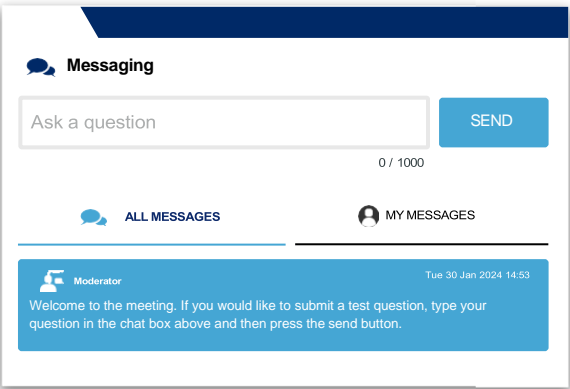 Messaging
Ask a question
SEND
0 / 1000
ALL MESSAGES
MY MESSAGES
Moderator
Tue 30 Jan 2024 14:53
Welcome to the meeting. If you would like to submit a test question, type your
question in the chat box above and then press the send button.